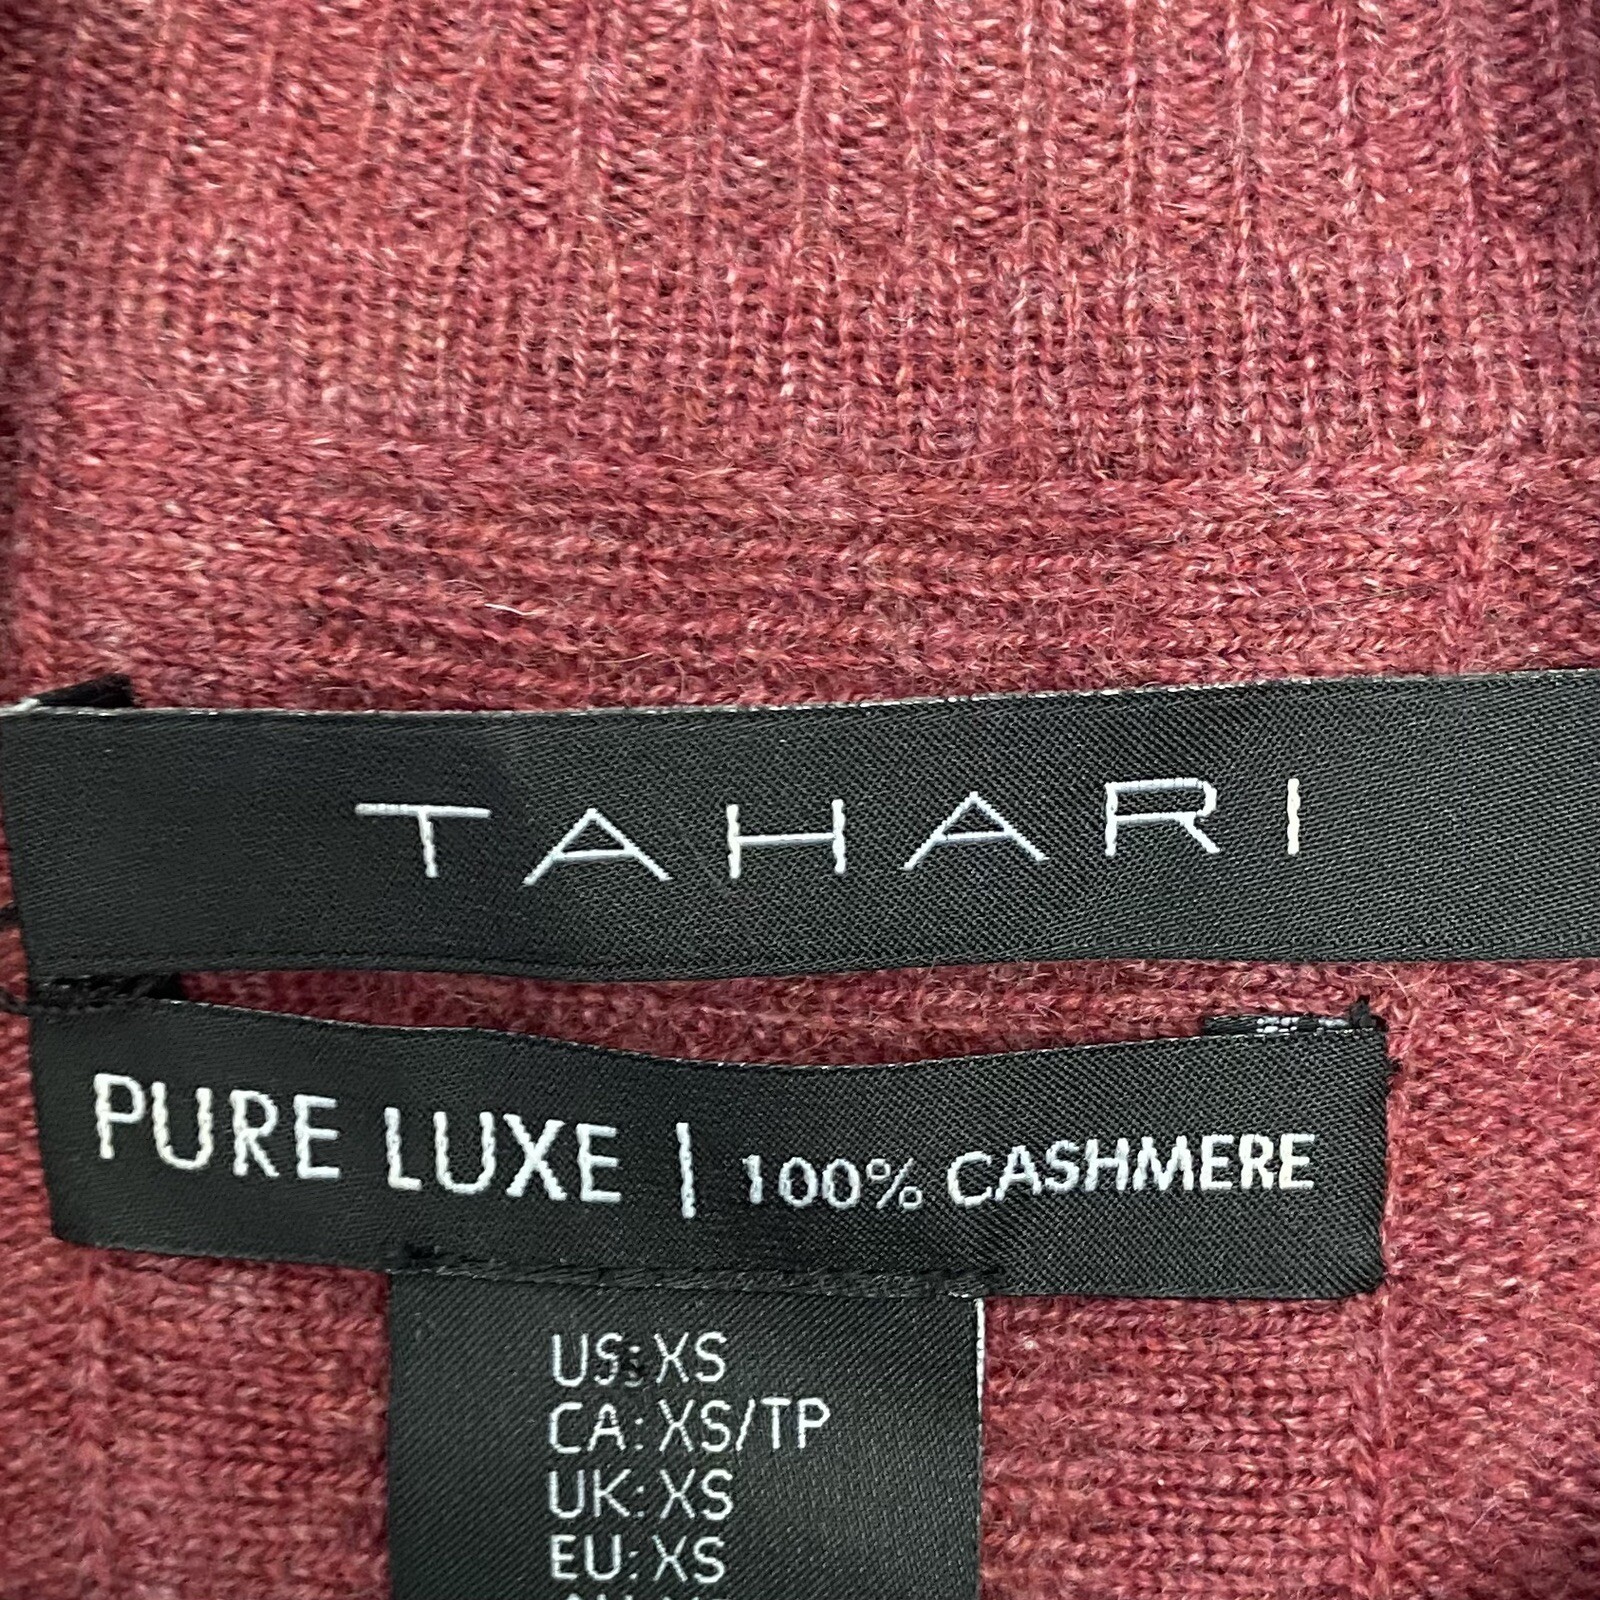 TAHARI
PURE LUXE | 100% CASHMERE
US: XS
CA: XS/TP
UK: XS
EU: XS